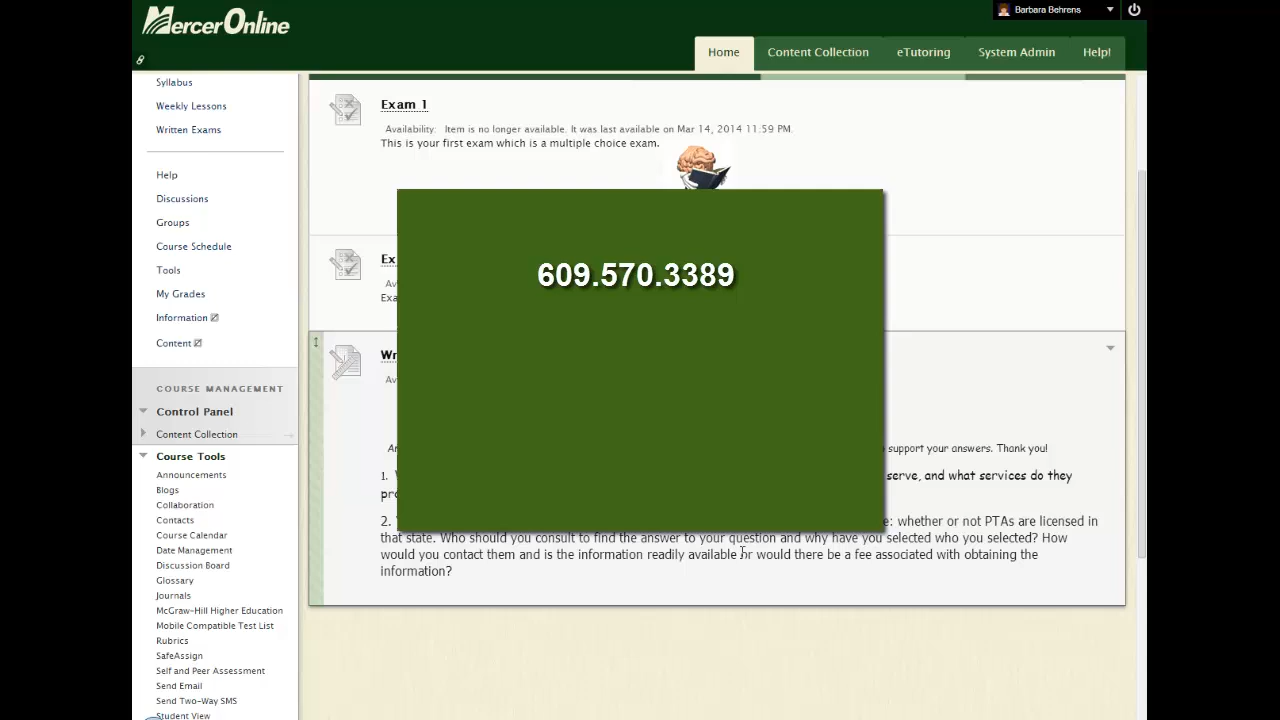 MercerOnline
Barbara Behrens
Home
Content Collection
eTutoring
System Admin
Help!
Syllabus
Weekly Lessons
Written Exams
Help
Discussions
Groups
Course Schedule
Tools
My Grades
Information
Content
COURSE MANAGEMENT
Control Panel
Content Collection
Course Tools
Announcements
Blogs
Collaboration
Contacts
Course Calendar
Date Management
Discussion Board
Glossary
Journals
McGraw-Hill Higher Education
Mobile Compatible Test List
Rubrics
SafeAssign
Self and Peer Assessment
Send Email
Send Two-Way SMS
Student View
Exam 1
Availability: Item is no longer available. It was last available on Mar 14, 2014 11:59 PM.
This is your first exam which is a multiple choice exam.
609.570.3389
Ex
Av
Exa
Wr
Av
support your answers. Thank you!
1.
serve, and what services do they
pro
2.
e: whether or not PTAs are licensed in
that state. Who should you consult to find the answer to your question and why have you selected who you selected? How
would you contact them and is the information readily available or would there be a fee associated with obtaining the
information?